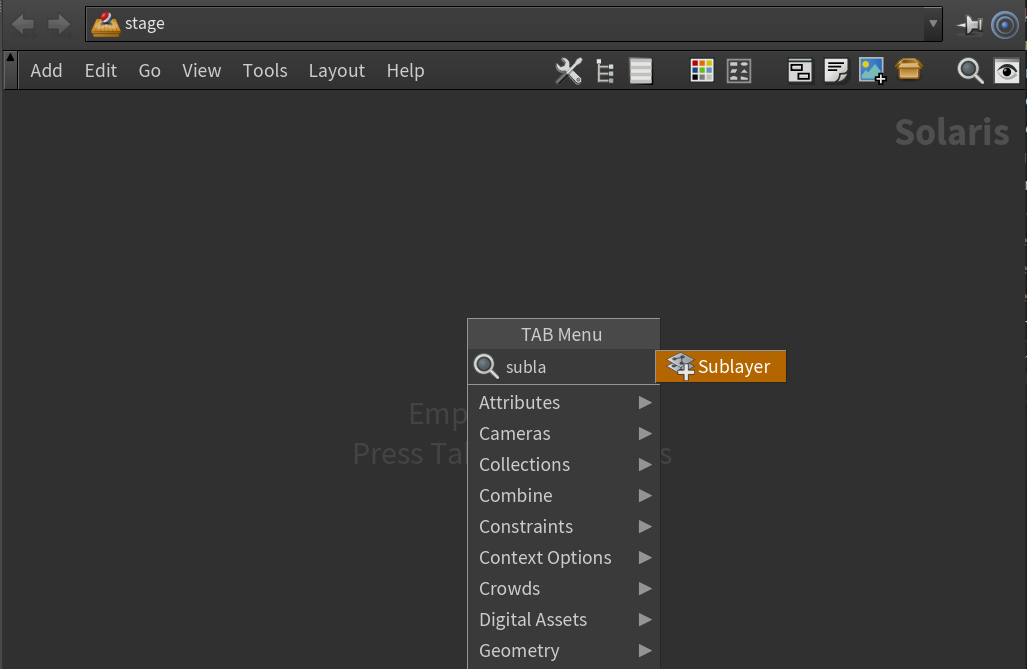 stage
Add Edit Go View Tools Layout Help
Solaris
TAB Menu
subla
Sublayer
Attributes
Emp
Cameras
Press Ta s
Collections
Combine
Constraints
Context Options
Crowds
Digital Assets
Geometry